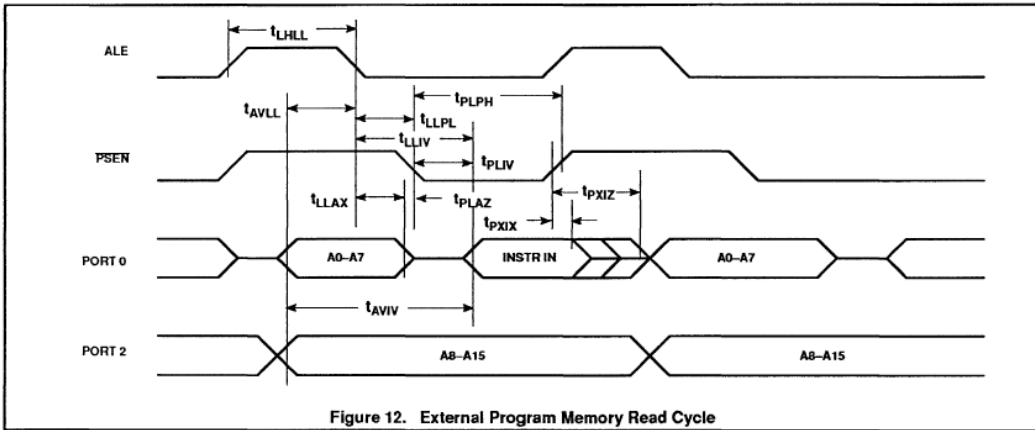 ALE
tLHLL
tAVLL
tLLPL
tPLPH
tLLIV
PSEN
tPLIV
tLLAX
tPLAZ
tPXIZ
tPXIX
PORT 0
A0–A7
INSTR IN
A0–A7
tAVIV
PORT 2
A8–A15
A8–A15
Figure 12. External Program Memory Read Cycle